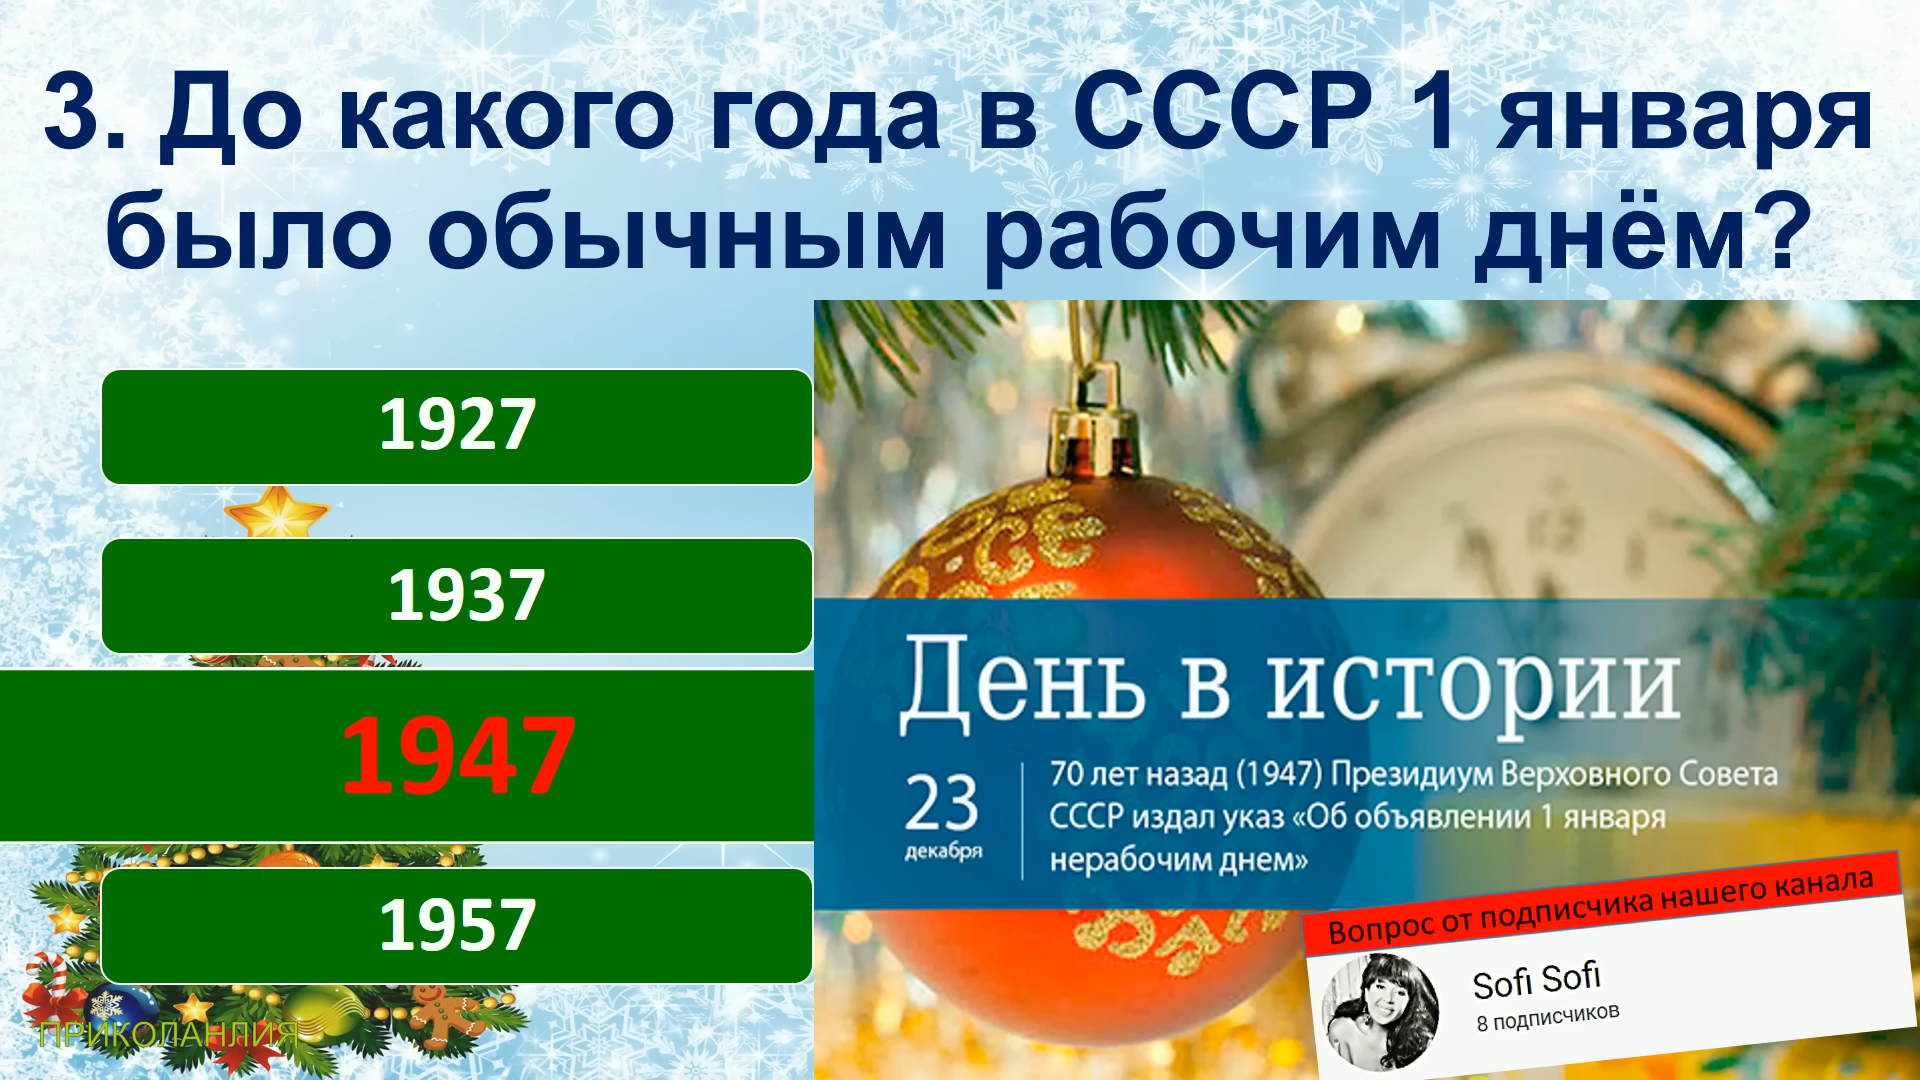 3. До какого года в СССР 1 января
было обычным рабочим днём?
1927
1937
1947
1957
12
День в истории
23
декабря
70 лет назад (1947) Президиум Верховного Совета
СССР издал указ «Об объявлении 1 января
нерабочим днем»
Вопрос от подписчика нашего канала
Sofi Sofi
8 подписчиков
ПРИКОЛАНЛИЯ